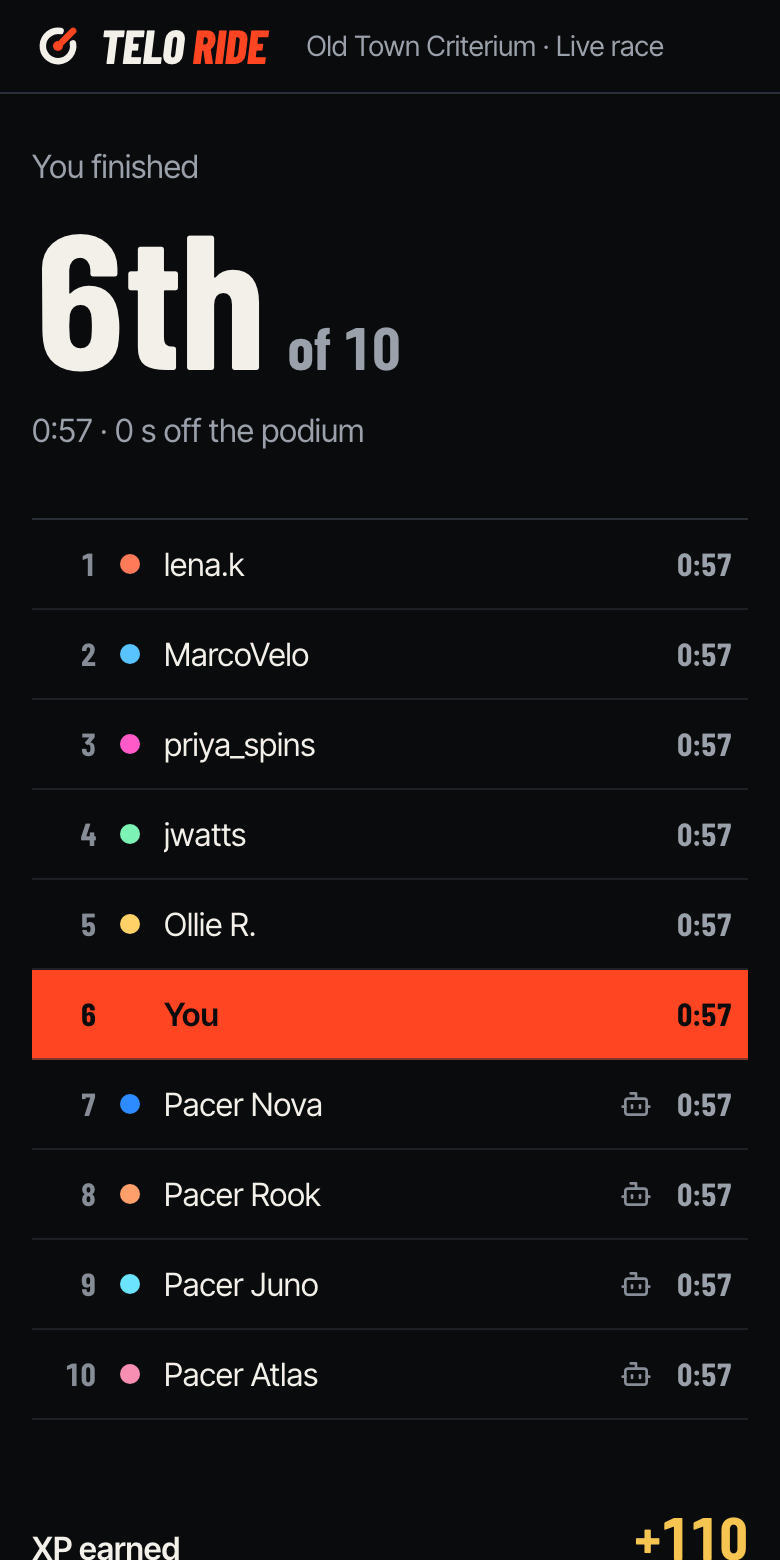 TELO RIDE Old Town Criterium · Live race
You finished
6th of 10
0:57 · 0 s off the podium
1 lena.k 0:57
2 MarcoVelo 0:57
3 priya_spins 0:57
4 jwatts 0:57
5 Ollie R. 0:57
6 You 0:57
7 Pacer Nova 0:57
8 Pacer Rook 0:57
9 Pacer Juno 0:57
10 Pacer Atlas 0:57
XP earned +110